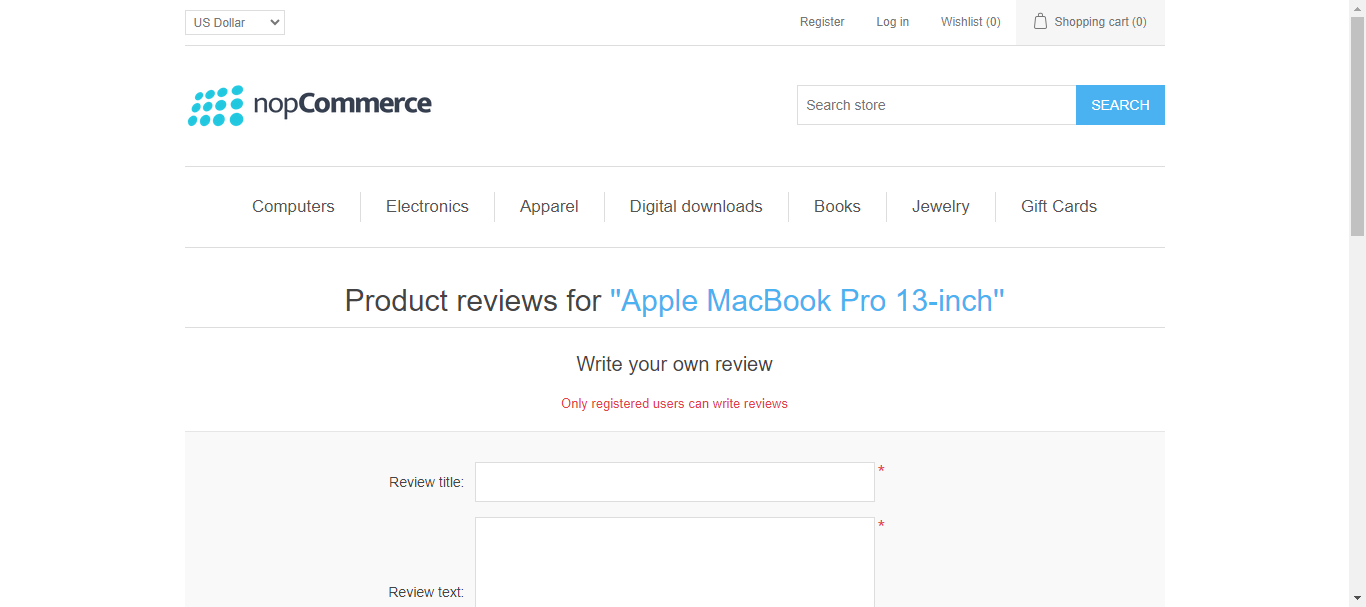 US Dollar
Register
Log in
Wishlist (0)
Shopping cart (0)
nopCommerce
Search store
SEARCH
Computers
Electronics
Apparel
Digital downloads
Books
Jewelry
Gift Cards
Product reviews for "Apple MacBook Pro 13-inch"
Write your own review
Only registered users can write reviews
Review title:
*
*
Review text: